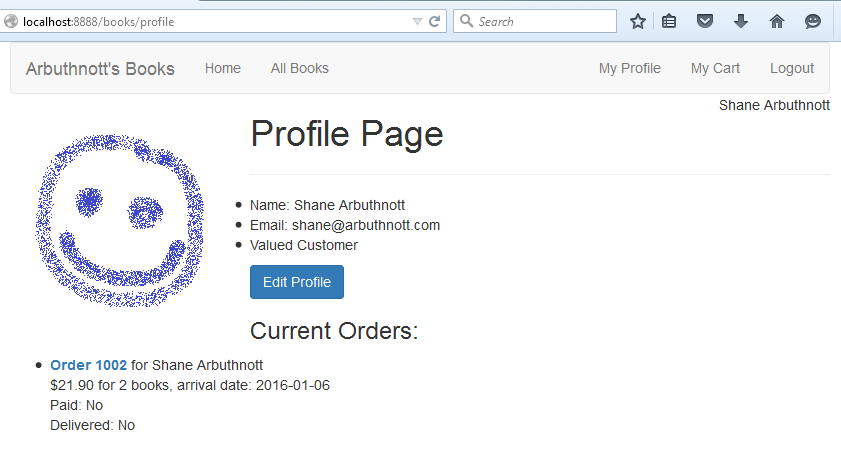 localhost:8888/books/profile
Search
Arbuthnott's Books Home All Books My Profile My Cart Logout
Shane Arbuthnott
Profile Page
Name: Shane Arbuthnott
Email: shane@arbuthnott.com
Valued Customer
Edit Profile
Current Orders:
Order 1002 for Shane Arbuthnott
$21.90 for 2 books, arrival date: 2016-01-06
Paid: No
Delivered: No